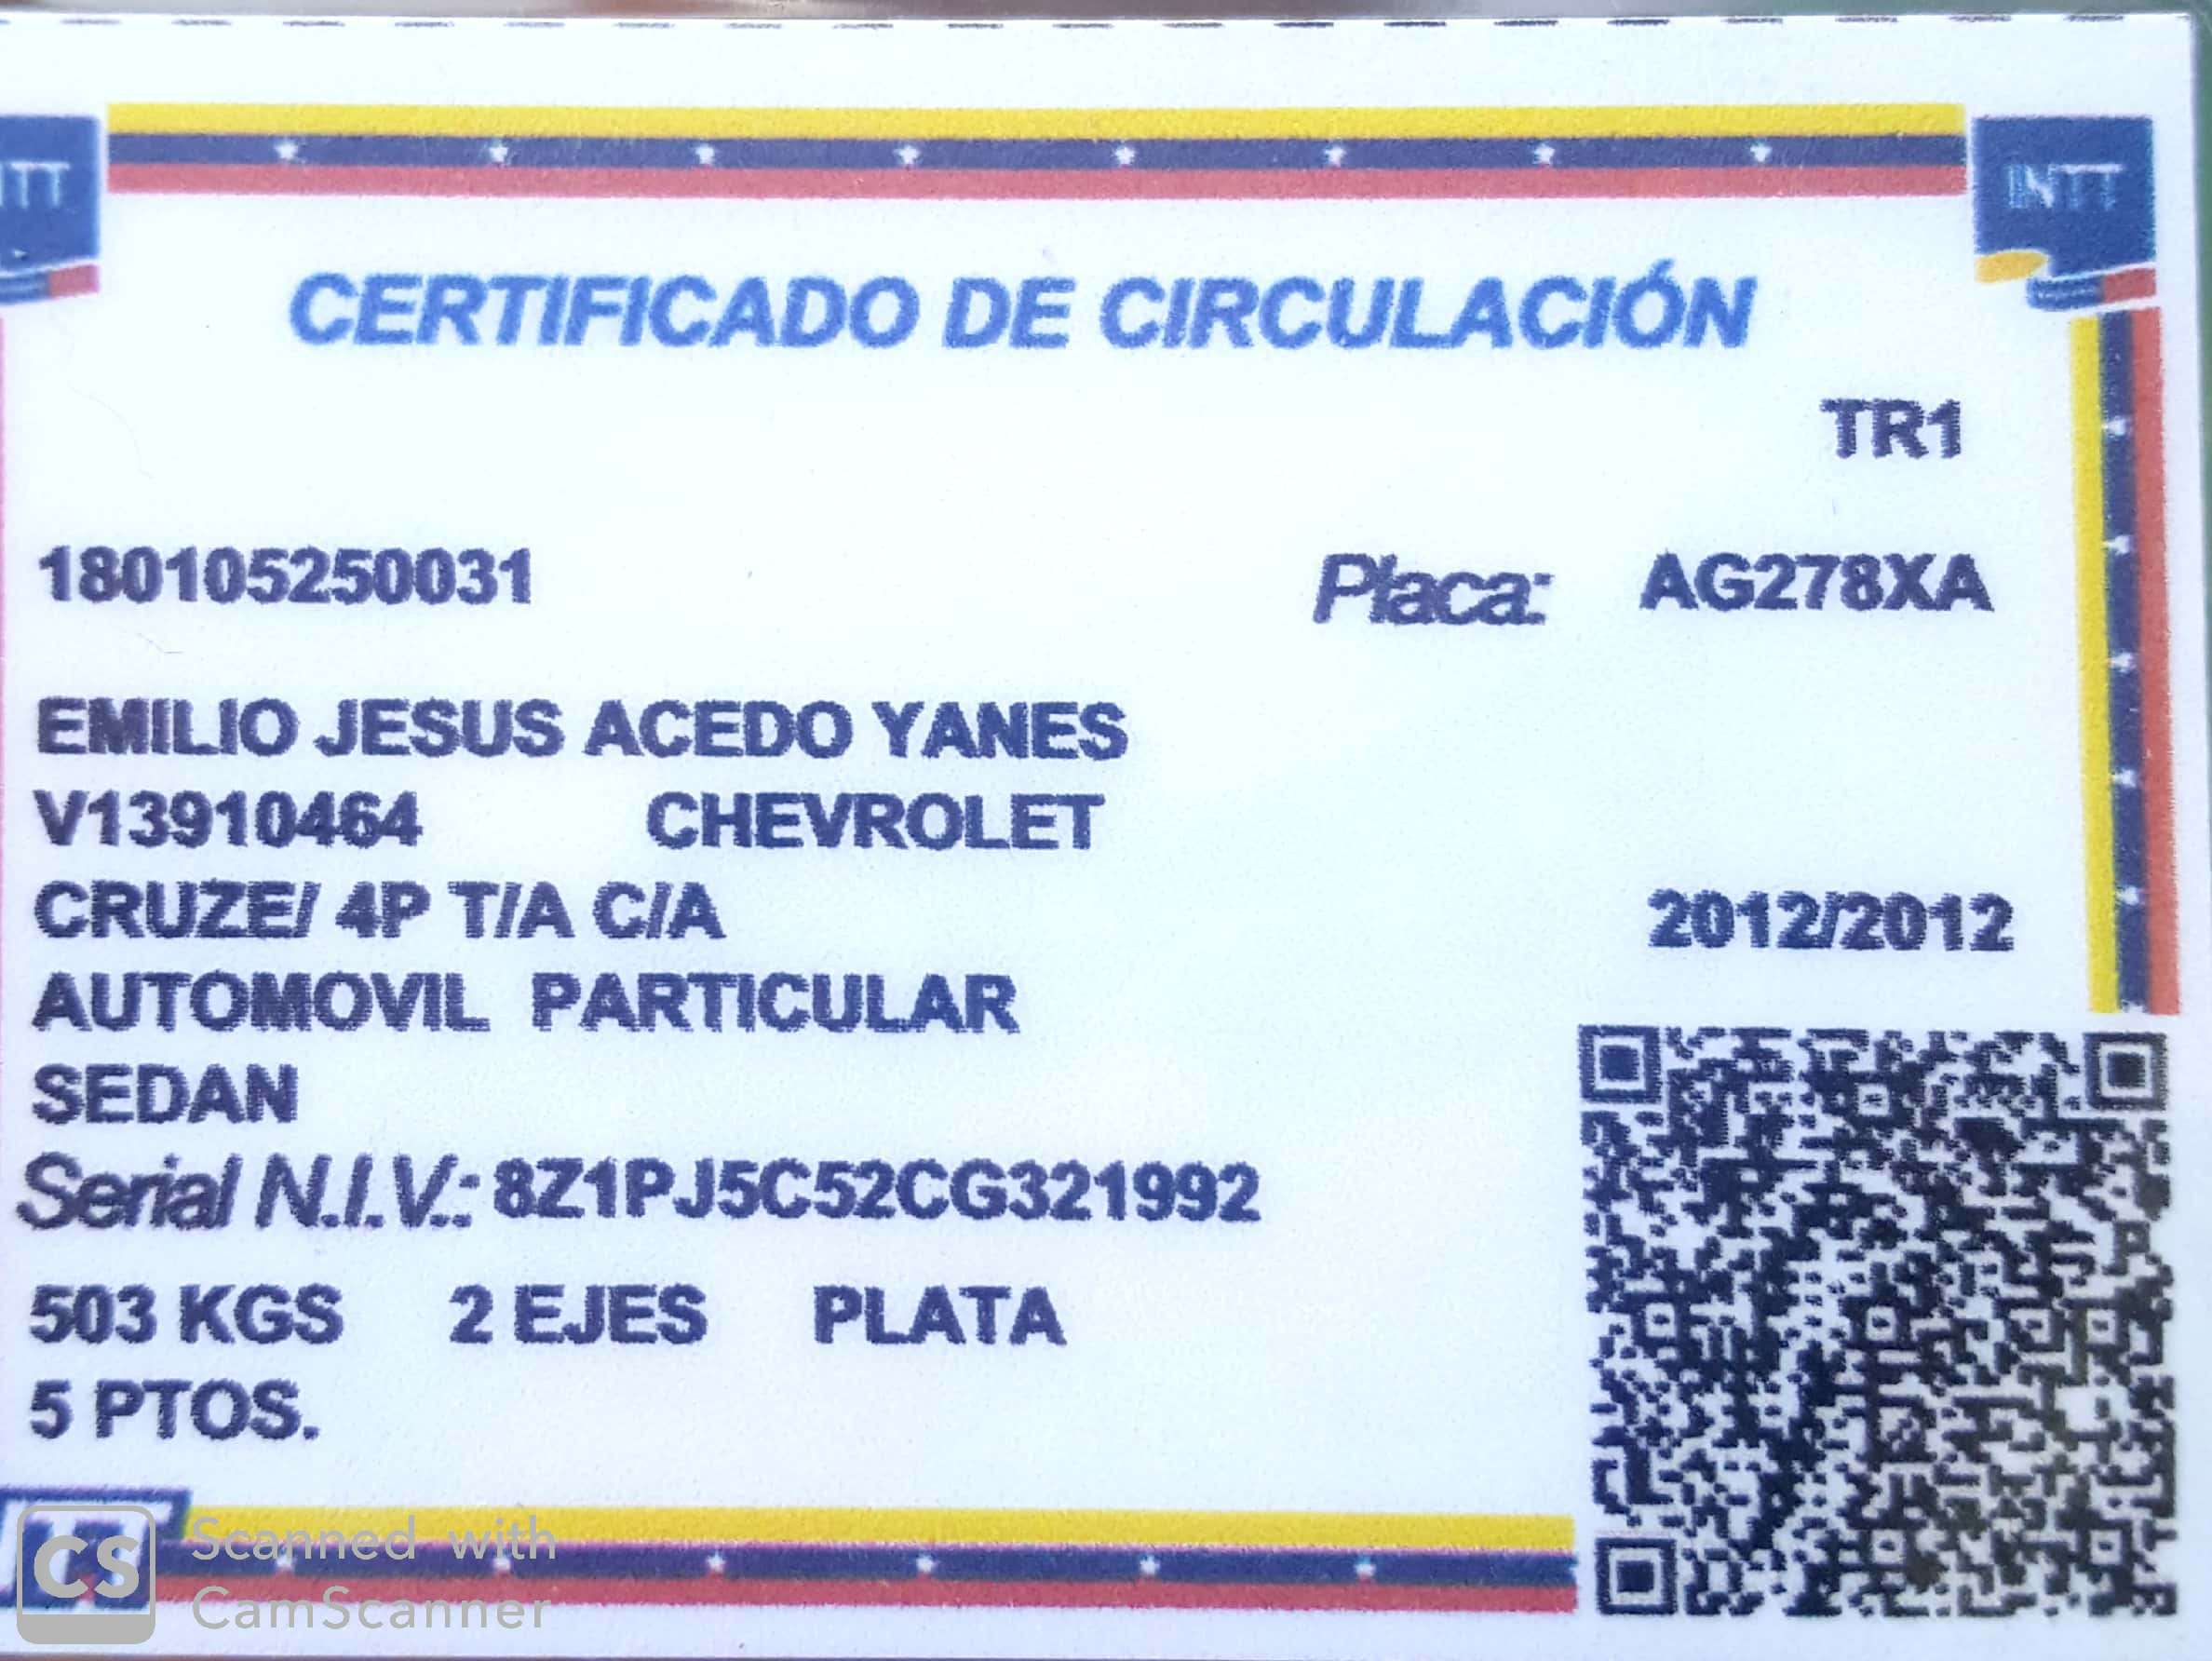 INTT
CERTIFICADO DE CIRCULACIÓN
TR1
180105250031 Placa: AG278XA
EMILIO JESUS ACEDO YANES
V13910464 CHEVROLET
CRUZE/ 4P T/A C/A 2012/2012
AUTOMOVIL PARTICULAR
SEDAN
Serial N.I.V.: 8Z1PJ5C52CG321992
503 KGS 2 EJES PLATA
5 PTOS.
CS Scanned with
CamScanner